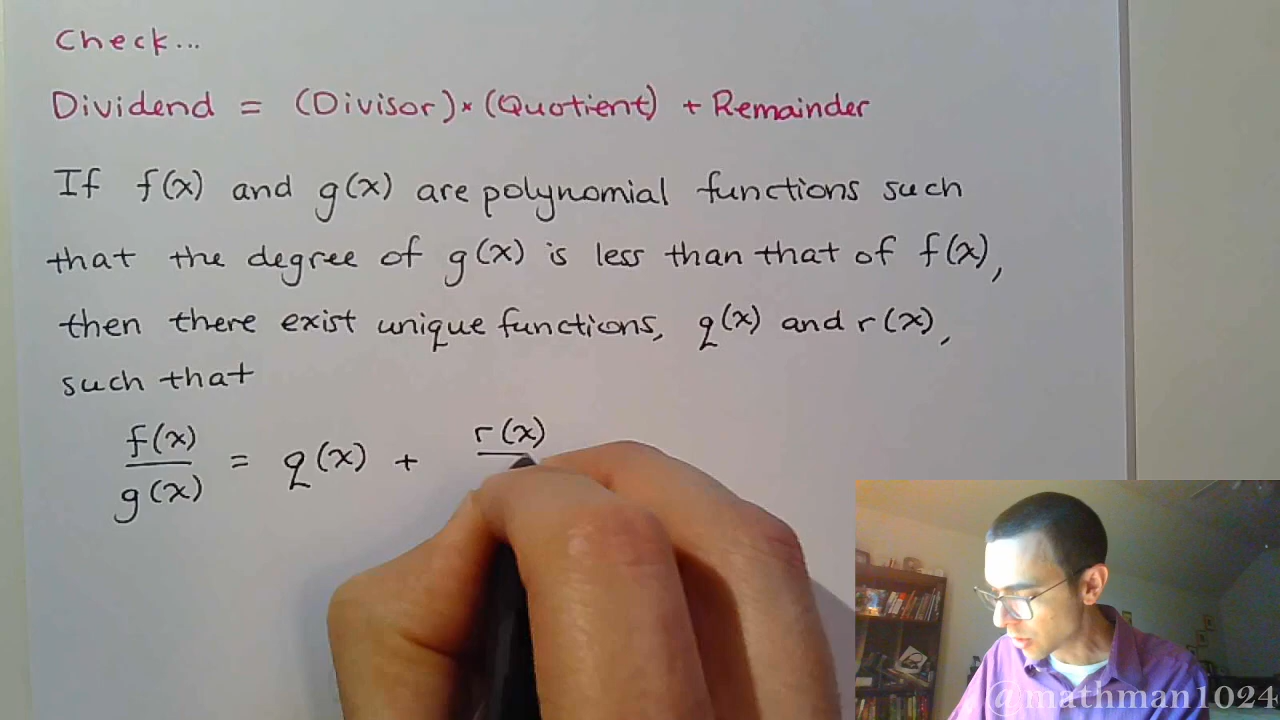 Check...
Dividend = (Divisor)×(Quotient) + Remainder
If f(x) and g(x) are polynomial functions such
that the degree of g(x) is less than that of f(x),
then there exist unique functions, q(x) and r(x),
such that
f(x)/g(x) = q(x) + r(x)
@mathman1024